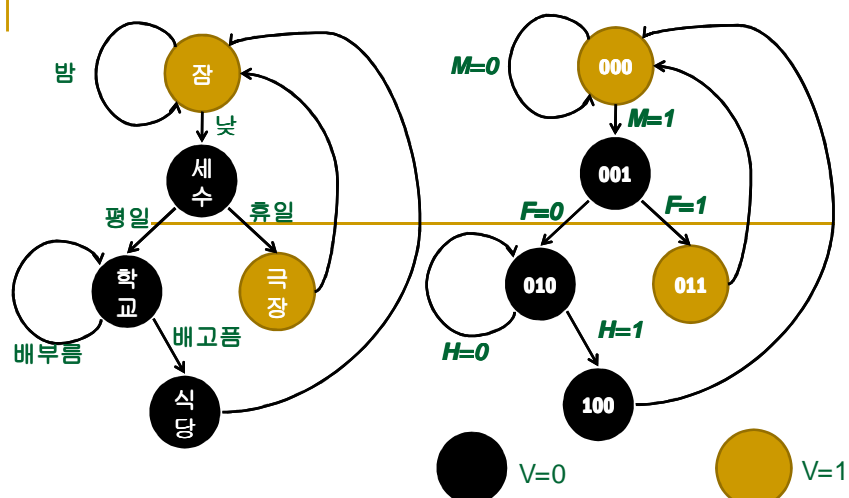 밤
잠
낮
세
수
평일
휴일
학
교
극
장
배부름
배고픔
식
당
M=0
000
M=1
001
F=0
F=1
010
011
H=0
H=1
100
V=0
V=1